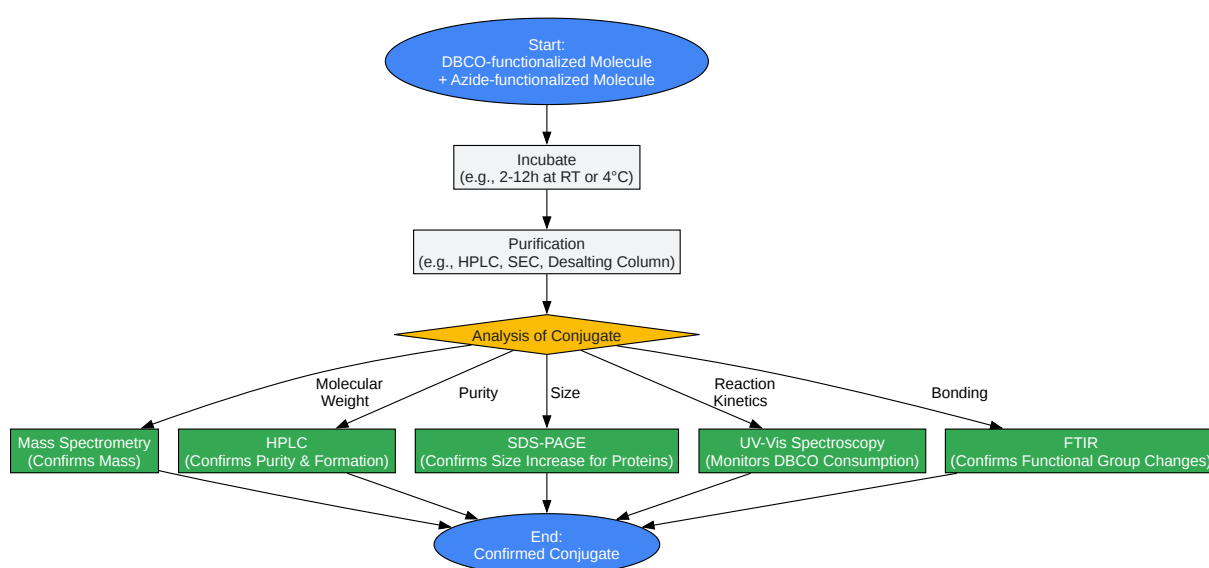 Start:
DBCO-functionalized Molecule
+ Azide-functionalized Molecule
Incubate
(e.g., 2-12h at RT or 4°C)
Purification
(e.g., HPLC, SEC, Desalting Column)
Analysis of Conjugate
Molecular
Weight
Purity
Size
Reaction
Kinetics
Bonding
Mass Spectrometry
(Confirms Mass)
HPLC
(Confirms Purity & Formation)
SDS-PAGE
(Confirms Size Increase for Proteins)
UV-Vis Spectroscopy
(Monitors DBCO Consumption)
FTIR
(Confirms Functional Group Changes)
End:
Confirmed Conjugate